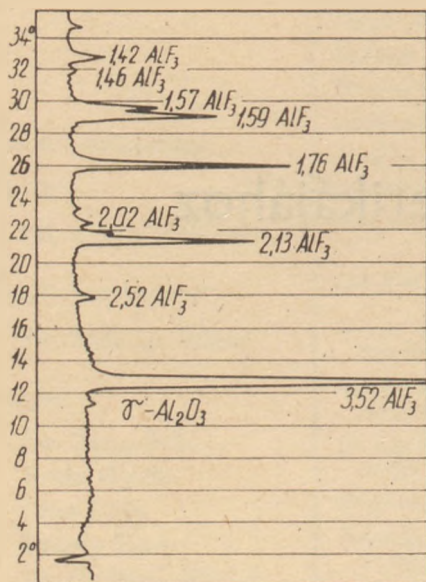 34°
1,42 AlF₃
32
1,46 AlF₃
30
1,57 AlF₃
1,59 AlF₃
28
26
1,76 AlF₃
24
2,02 AlF₃
22
2,13 AlF₃
20
18
2,52 AlF₃
16
14
12
3,52 AlF₃
γ-Al₂O₃
10
8
6
4
2°